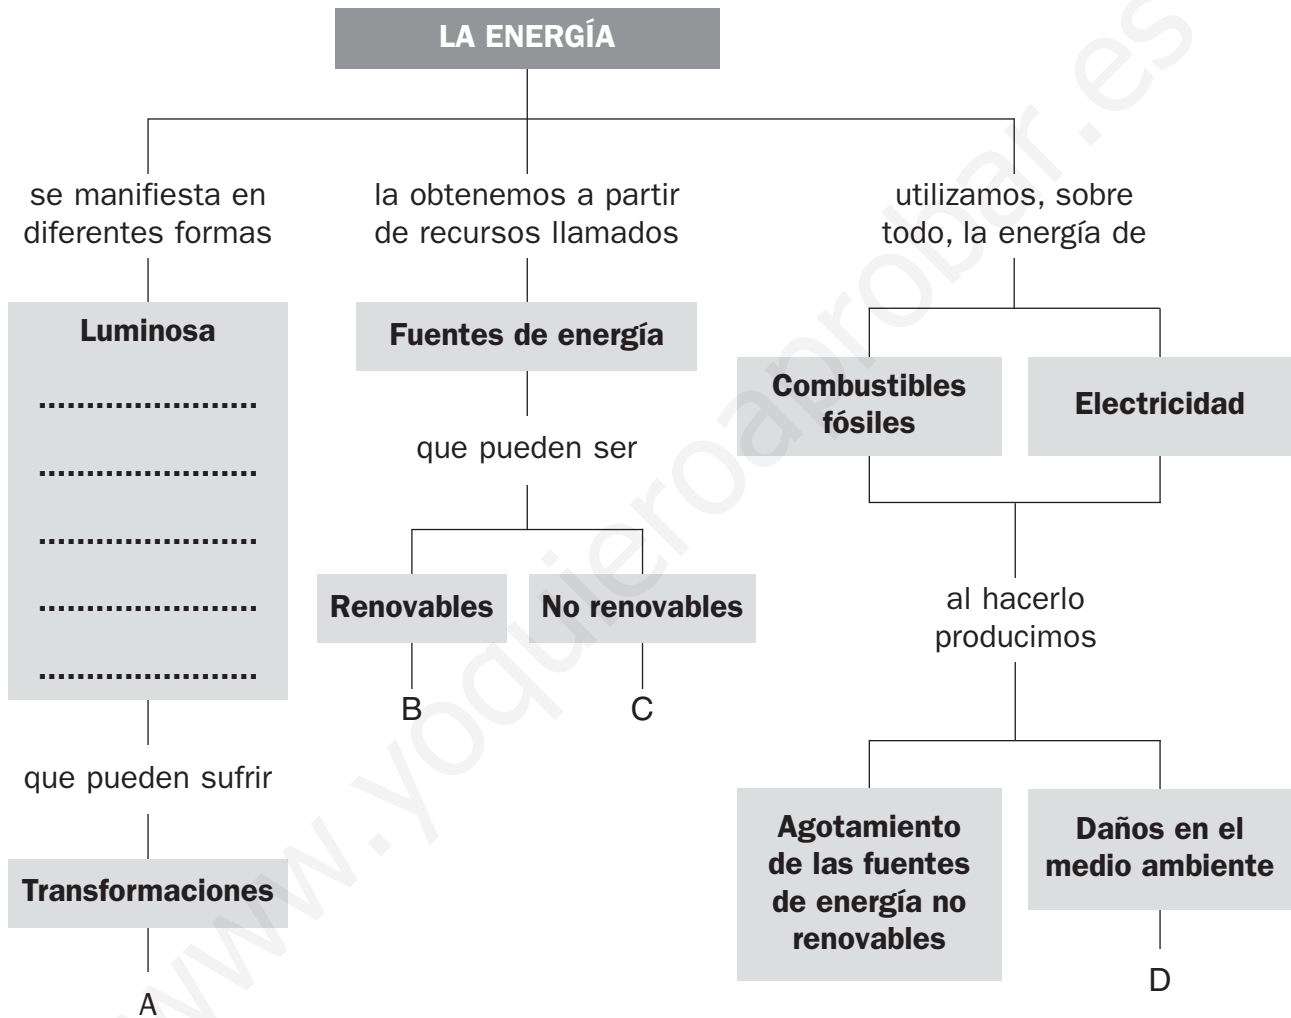 LA ENERGÍA
se manifiesta en
diferentes formas
Luminosa
.......................
.......................
.......................
.......................
.......................
que pueden sufrir
Transformaciones
A
la obtenemos a partir
de recursos llamados
Fuentes de energía
que pueden ser
Renovables
B
No renovables
C
utilizamos, sobre
todo, la energía de
Combustibles
fósiles
Electricidad
al hacerlo
producimos
Agotamiento
de las fuentes
de energía no
renovables
Daños en el
medio ambiente
D
www.yoquieroaprobar.es